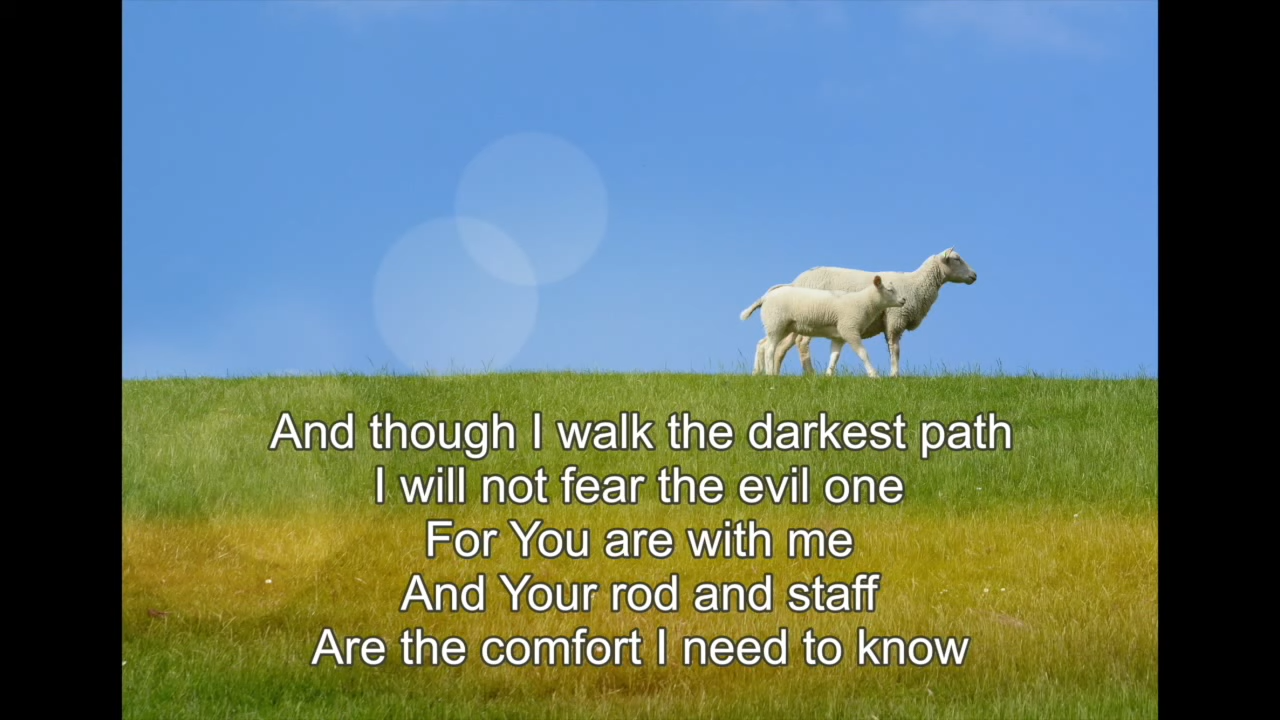 And though I walk the darkest path
I will not fear the evil one
For You are with me
And Your rod and staff
Are the comfort I need to know